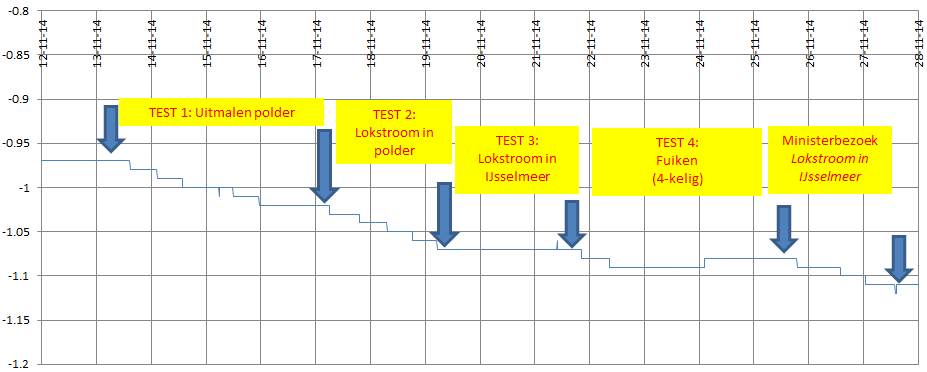 -0.8
-0.85
-0.9
-0.95
-1
-1.05
-1.1
-1.15
-1.2
12-11-14
13-11-14
14-11-14
15-11-14
16-11-14
17-11-14
18-11-14
19-11-14
20-11-14
21-11-14
22-11-14
23-11-14
24-11-14
25-11-14
26-11-14
27-11-14
28-11-14
TEST 1: Uitmalen polder
TEST 2:
Lokstroom in
polder
TEST 3:
Lokstroom in
IJsselmeer
TEST 4:
Fuiken
(4-kelig)
Ministerbezoek
Lokstroom in
IJsselmeer